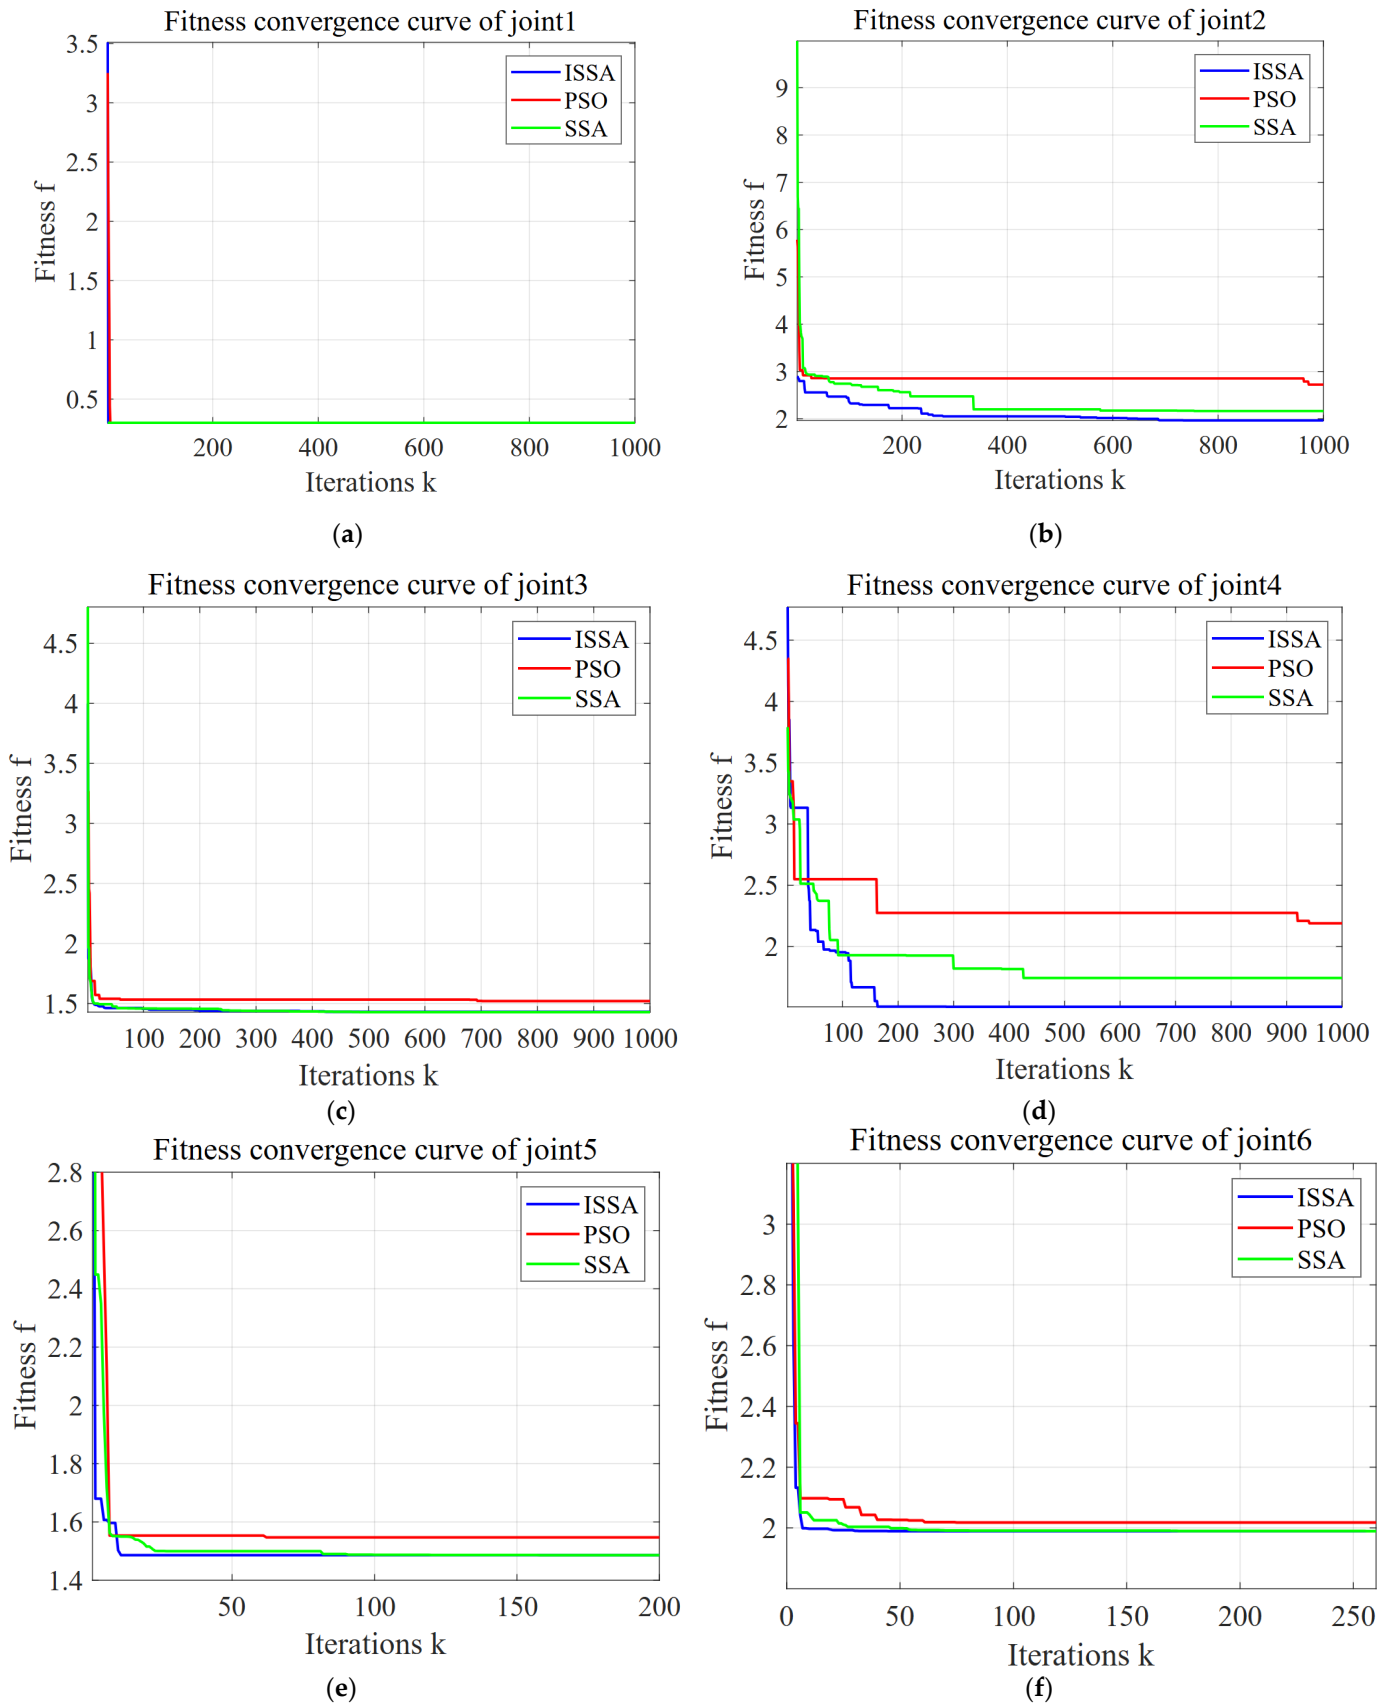 Fitness convergence curve of joint1
3.5
3
2.5
2
1.5
1
0.5
Fitness f
ISSA
PSO
SSA
200 400 600 800 1000
Iterations k
(a)
Fitness convergence curve of joint2
9
8
7
6
5
4
3
2
Fitness f
ISSA
PSO
SSA
200 400 600 800 1000
Iterations k
(b)
Fitness convergence curve of joint3
4.5
4
3.5
3
2.5
2
1.5
Fitness f
ISSA
PSO
SSA
100 200 300 400 500 600 700 800 900 1000
Iterations k
(c)
Fitness convergence curve of joint4
4.5
4
3.5
3
2.5
2
Fitness f
ISSA
PSO
SSA
100 200 300 400 500 600 700 800 900 1000
Iterations k
(d)
Fitness convergence curve of joint5
2.8
2.6
2.4
2.2
2
1.8
1.6
1.4
Fitness f
ISSA
PSO
SSA
50 100 150 200
Iterations k
(e)
Fitness convergence curve of joint6
3
2.8
2.6
2.4
2.2
2
Fitness f
ISSA
PSO
SSA
0 50 100 150 200 250
Iterations k
(f)